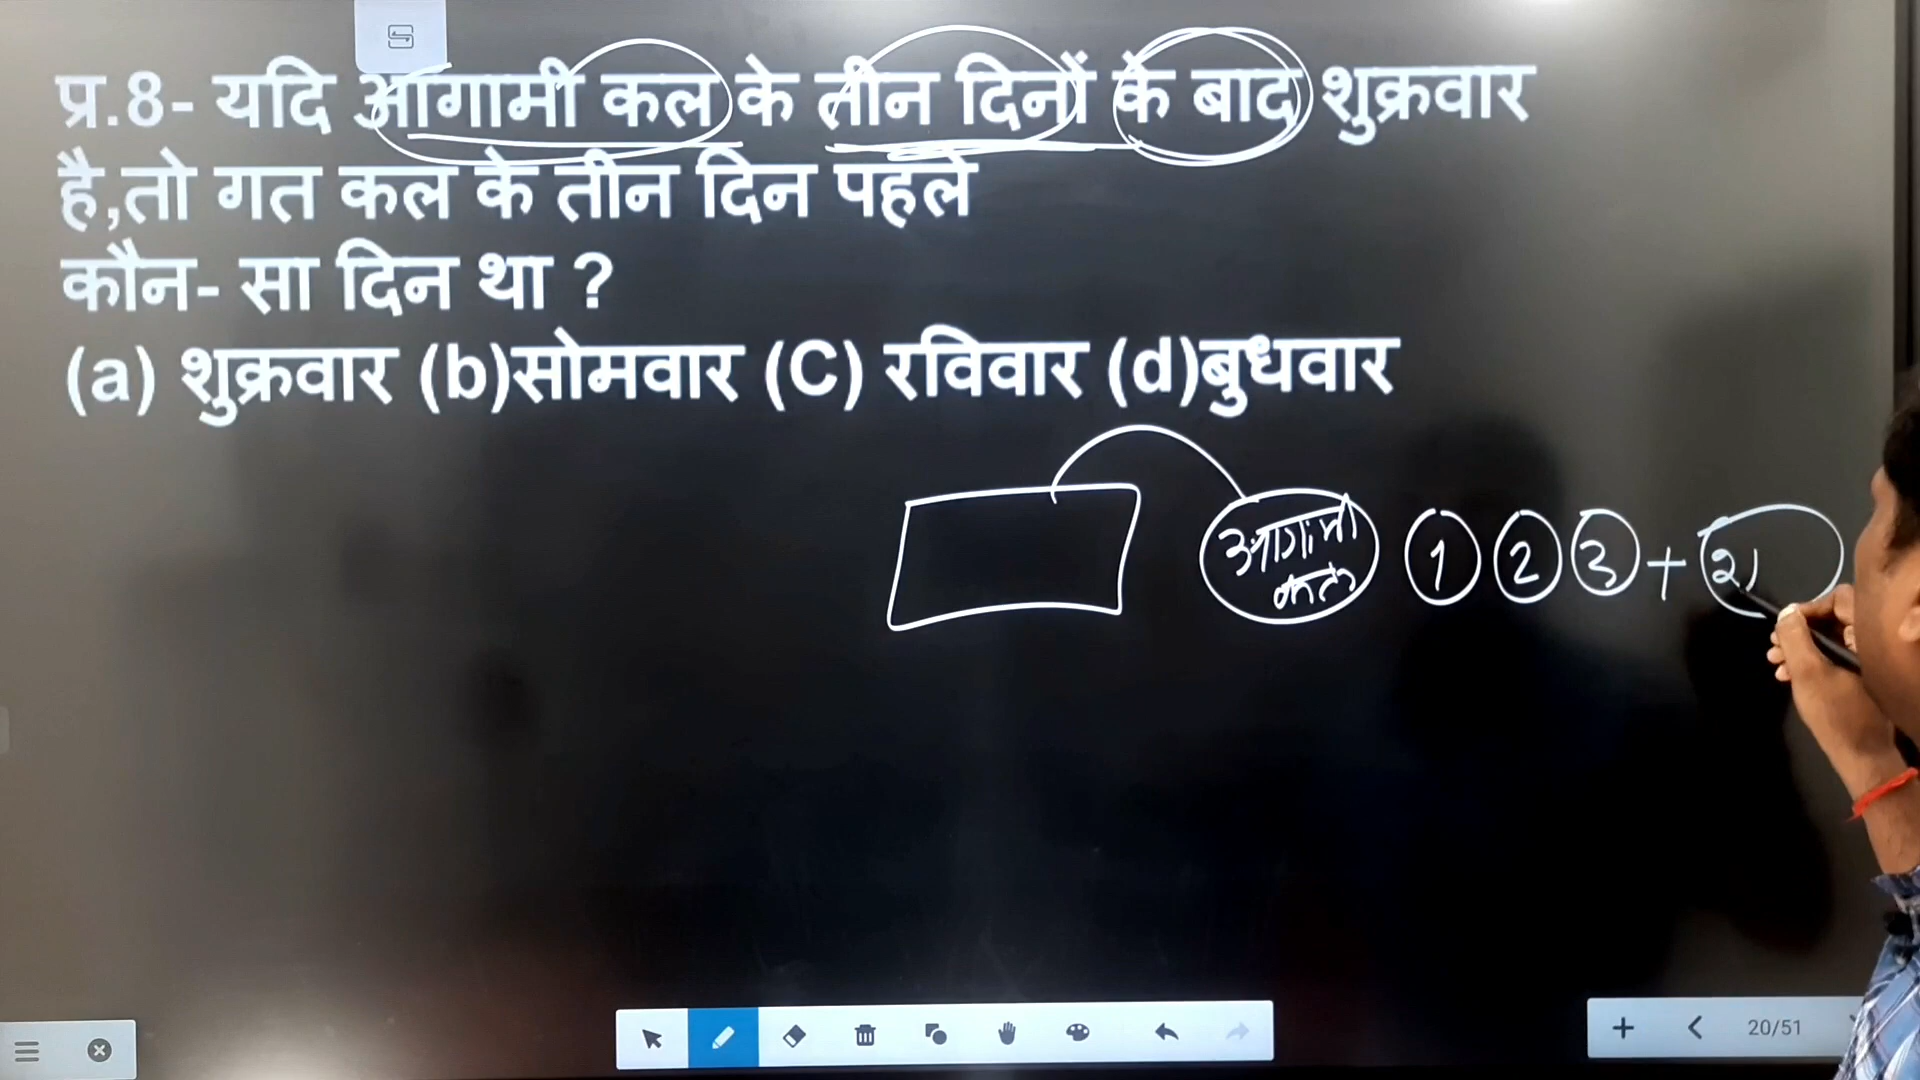 प्र.8- यदि आगामी कल के तीन दिनों के बाद शुक्रवार
है,तो गत कल के तीन दिन पहले
कौन- सा दिन था ?
(a) शुक्रवार (b)सोमवार (C) रविवार (d)बुधवार
आगामी 1 2 3 +
कल
20/51